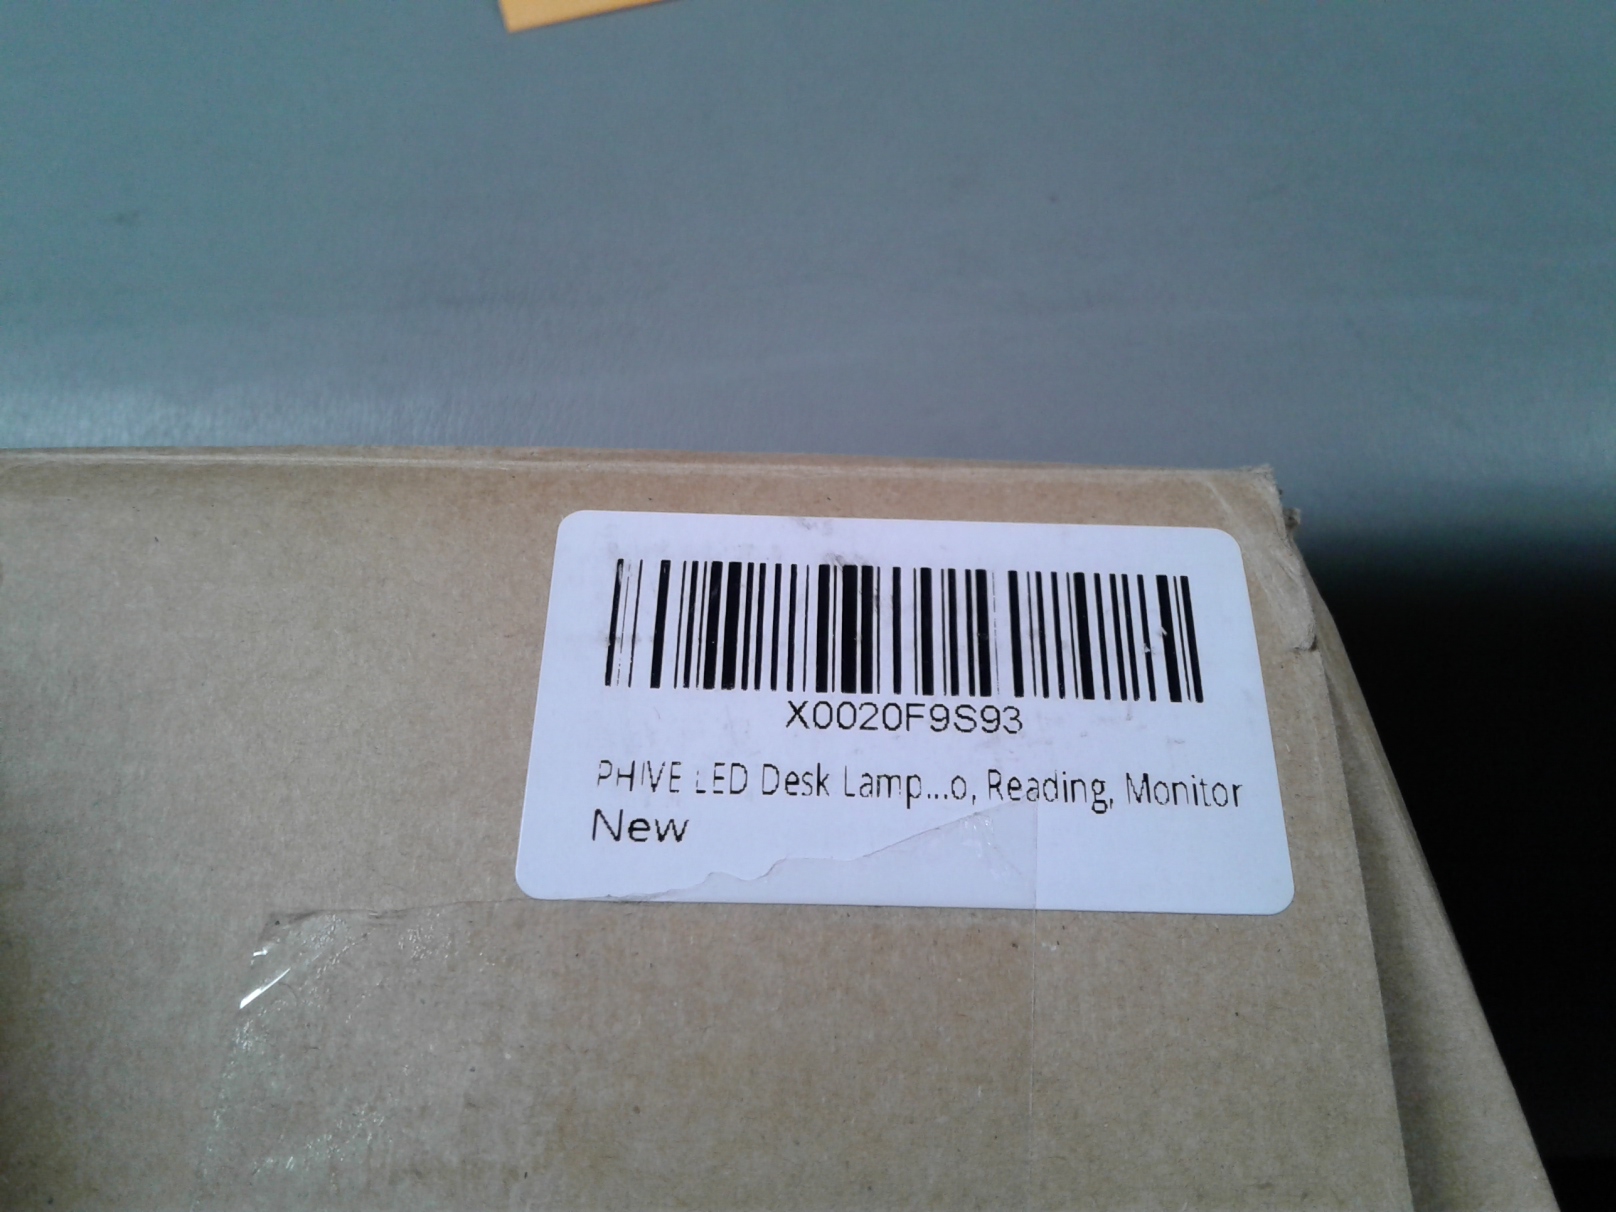 X0020F9S93
PHIVE LED Desk Lamp...o, Reading, Monitor
New